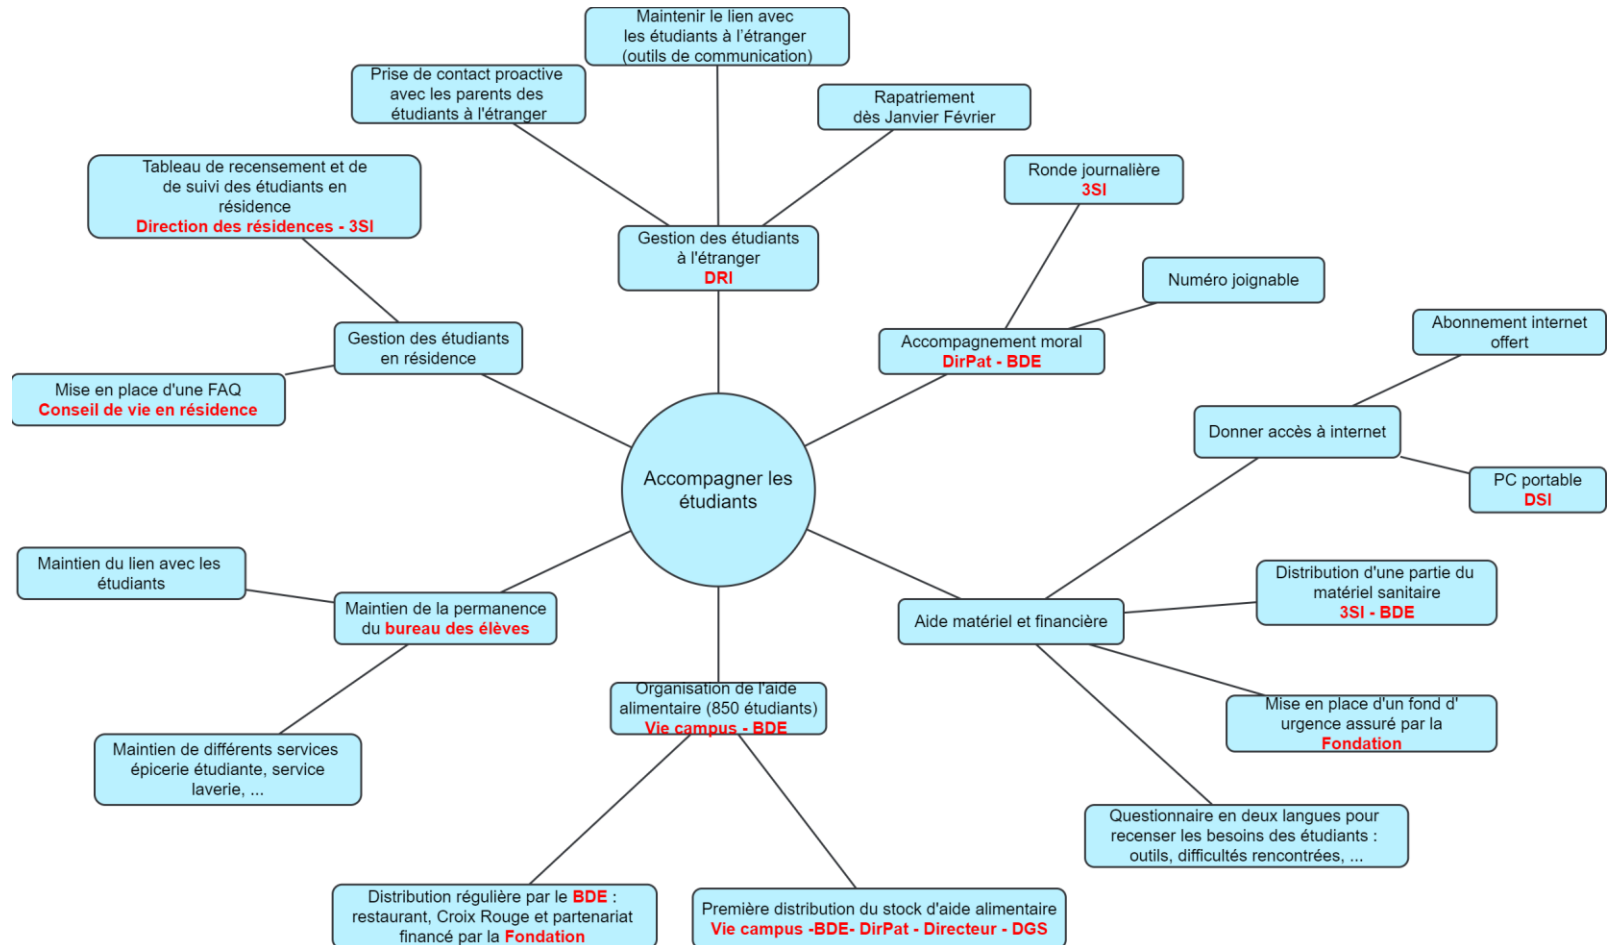 Maintenir le lien avec
les étudiants à l'étranger
(outils de communication)
Prise de contact proactive
avec les parents des
étudiants à l'étranger
Rapatriement
dès Janvier Février
Tableau de recensement et de
de suivi des étudiants en
résidence
Direction des résidences - 3SI
Ronde journalière
3SI
Gestion des étudiants
à l'étranger
DRI
Numéro joignable
Gestion des étudiants
en résidence
Accompagnement moral
DirPat - BDE
Abonnement internet
offert
Mise en place d'une FAQ
Conseil de vie en résidence
Donner accès à internet
Accompagner les
étudiants
PC portable
DSI
Maintien du lien avec les
étudiants
Distribution d'une partie du
matériel sanitaire
3SI - BDE
Maintien de la permanence
du bureau des élèves
Aide matériel et financière
Organisation de l'aide
alimentaire (850 étudiants)
Vie campus - BDE
Mise en place d'un fond d'
urgence assuré par la
Fondation
Maintien de différents services
épicerie étudiante, service
laverie, ...
Questionnaire en deux langues pour
recenser les besoins des étudiants :
outils, difficultés rencontrées, ...
Distribution régulière par le BDE :
restaurant, Croix Rouge et partenariat
financé par la Fondation
Première distribution du stock d'aide alimentaire
Vie campus -BDE- DirPat - Directeur - DGS